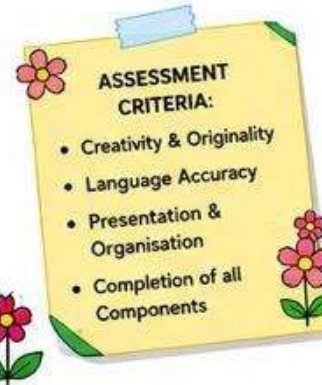 ASSESSMENT
CRITERIA:
• Creativity & Originality
• Language Accuracy
• Presentation &
Organisation
• Completion of all
Components